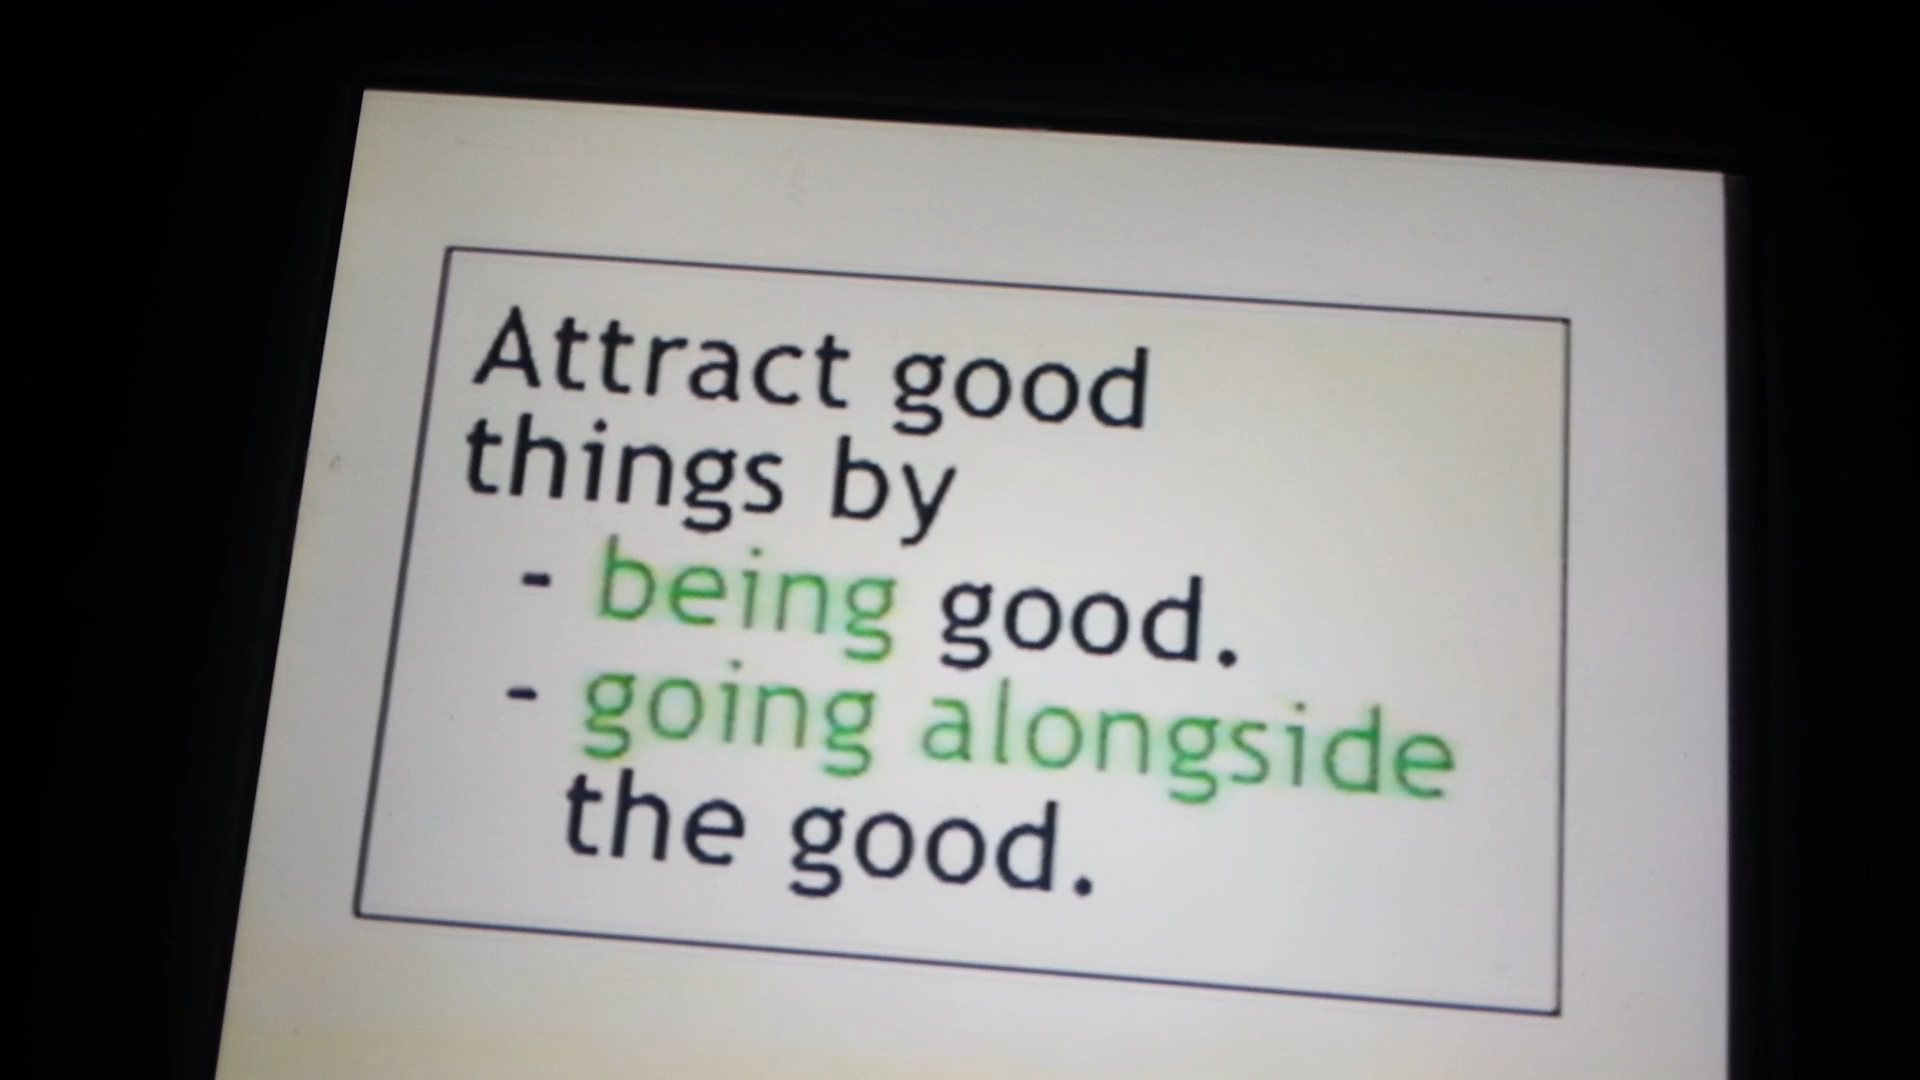 Attract good
things by
- being good.
- going alongside
the good.